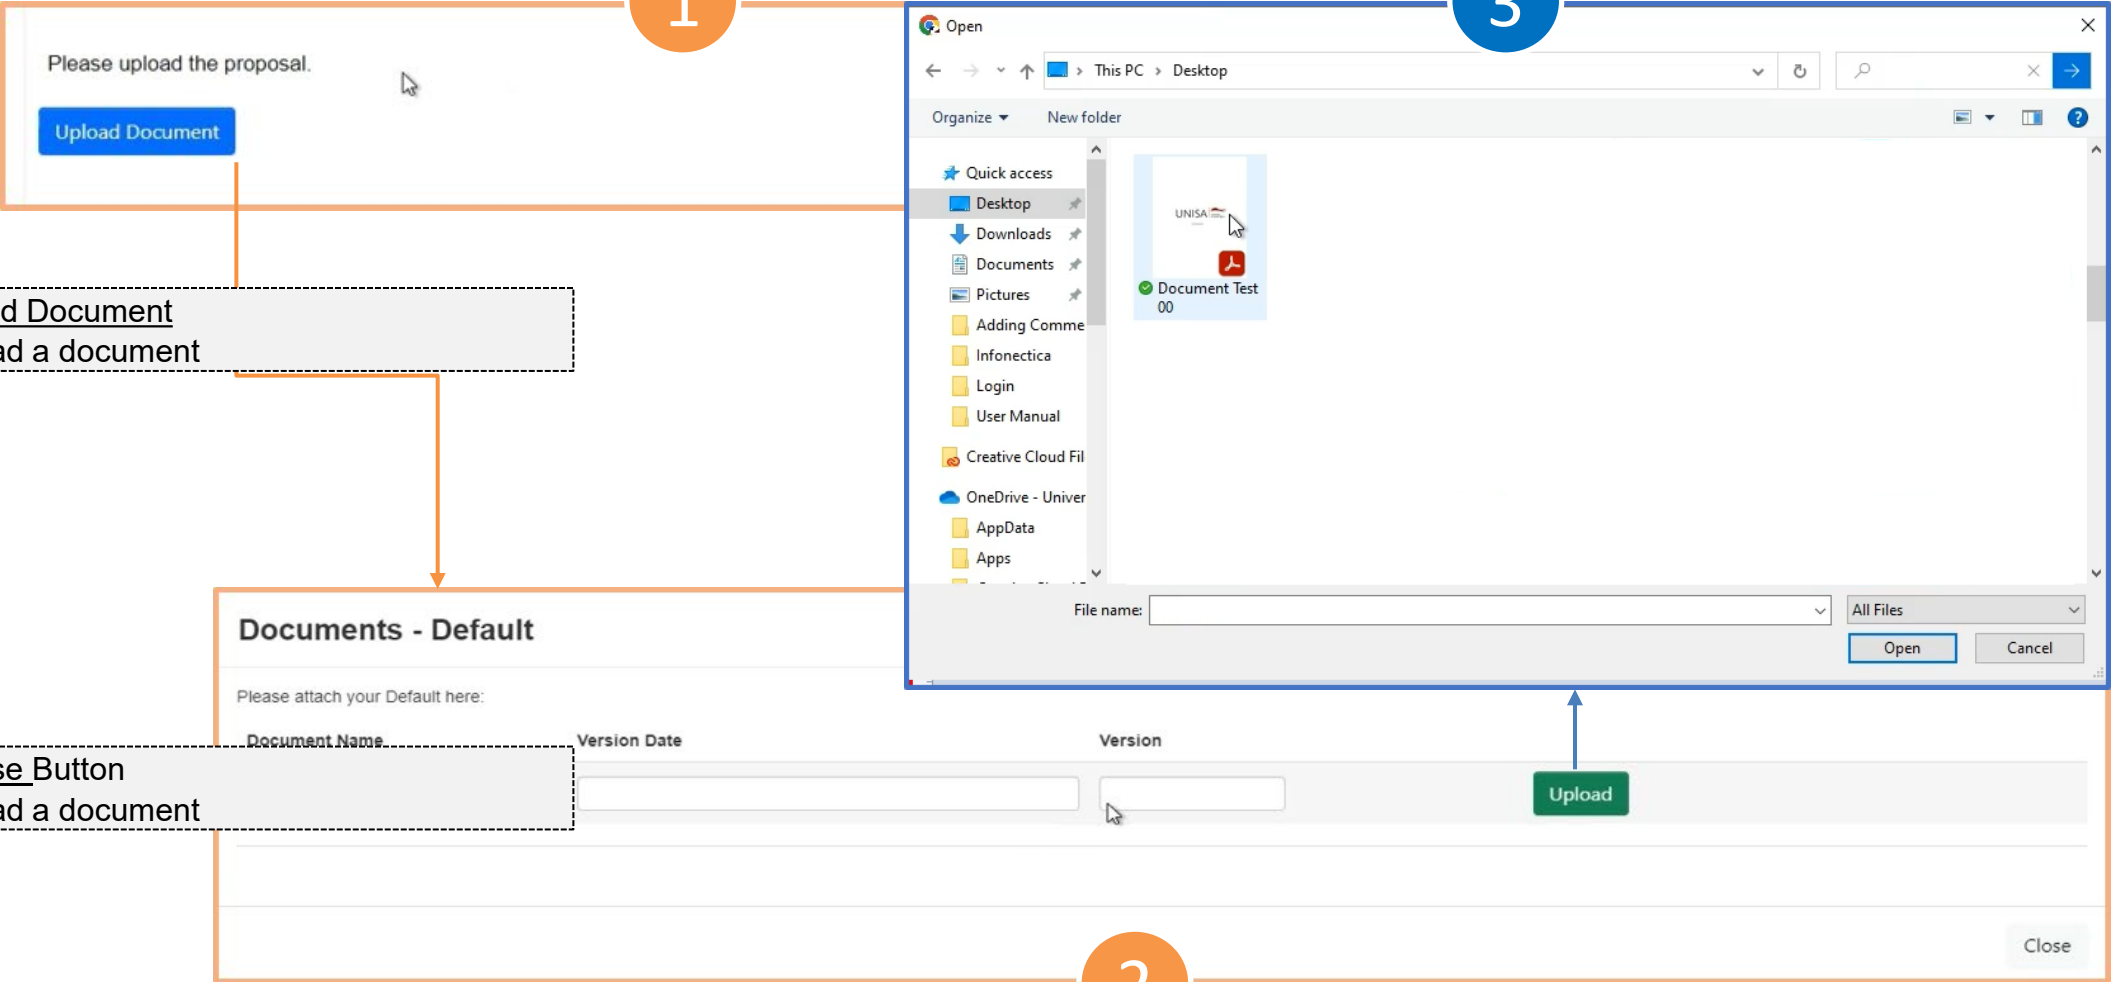 1
Please upload the proposal.
Upload Document
d Document
ad a document
3
Open
This PC > Desktop
Organize
New folder
Quick access
Desktop
Downloads
Documents
Pictures
Adding Comme
Infonectica
Login
User Manual
Creative Cloud Fil
OneDrive - Univer
AppData
Apps
UNISA
Document Test
00
File name:
All Files
Open
Cancel
Documents - Default
Please attach your Default here:
Document Name
Version Date
Version
se Button
ad a document
Upload
Close
2